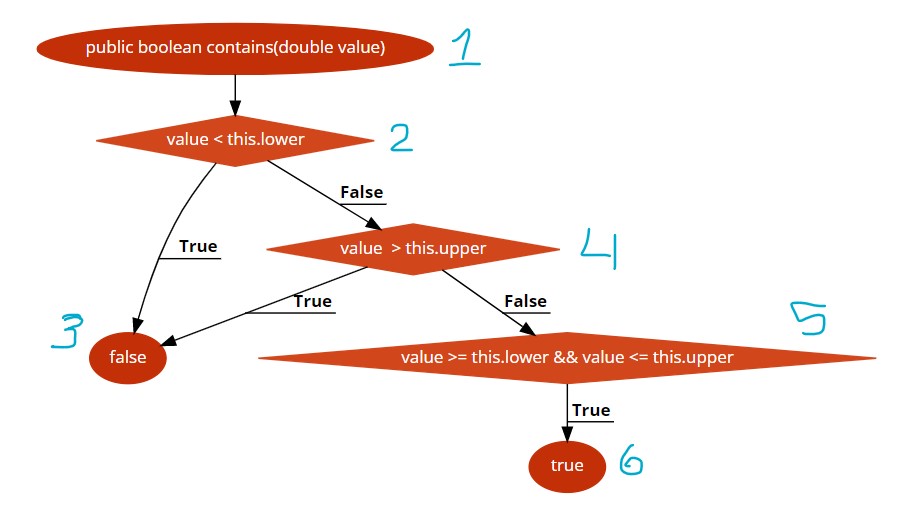 public boolean contains(double value)
1
value < this.lower
2
False
True
value  > this.upper
4
True
False
3
5
false
value >= this.lower && value <= this.upper
True
true
6